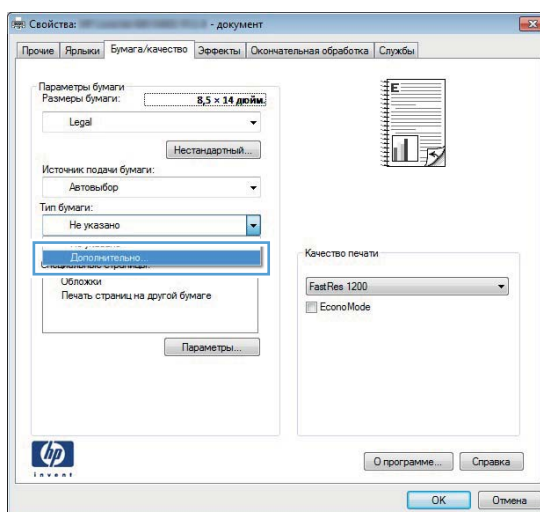 Свойства: - документ
Прочие Ярлыки Бумага/качество Эффекты Окончательная обработка Службы
Параметры бумаги
Размеры бумаги: 8,5 × 14 дюйм.
Legal
Нестандартный...
Источник подачи бумаги:
Автовыбор
Тип бумаги:
Не указано
Дополнительно...
Обложки
Печать страниц на другой бумаге
Параметры...
E
Качество печати
FastRes 1200
EconoMode
hp
invent
О программе... Справка
OK Отмена